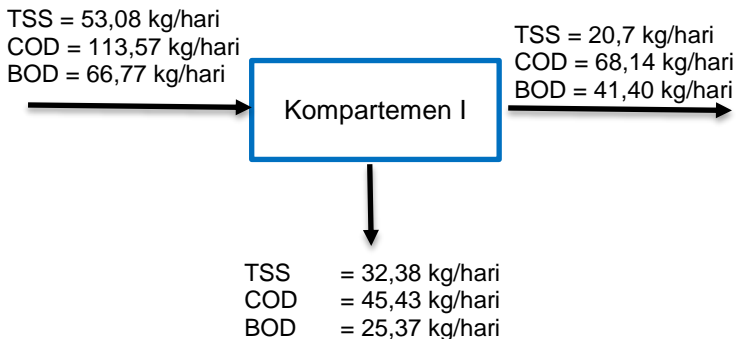 TSS = 53,08 kg/hari
COD = 113,57 kg/hari
BOD = 66,77 kg/hari
Kompartemen I
TSS = 20,7 kg/hari
COD = 68,14 kg/hari
BOD = 41,40 kg/hari
TSS = 32,38 kg/hari
COD = 45,43 kg/hari
BOD = 25,37 kg/hari